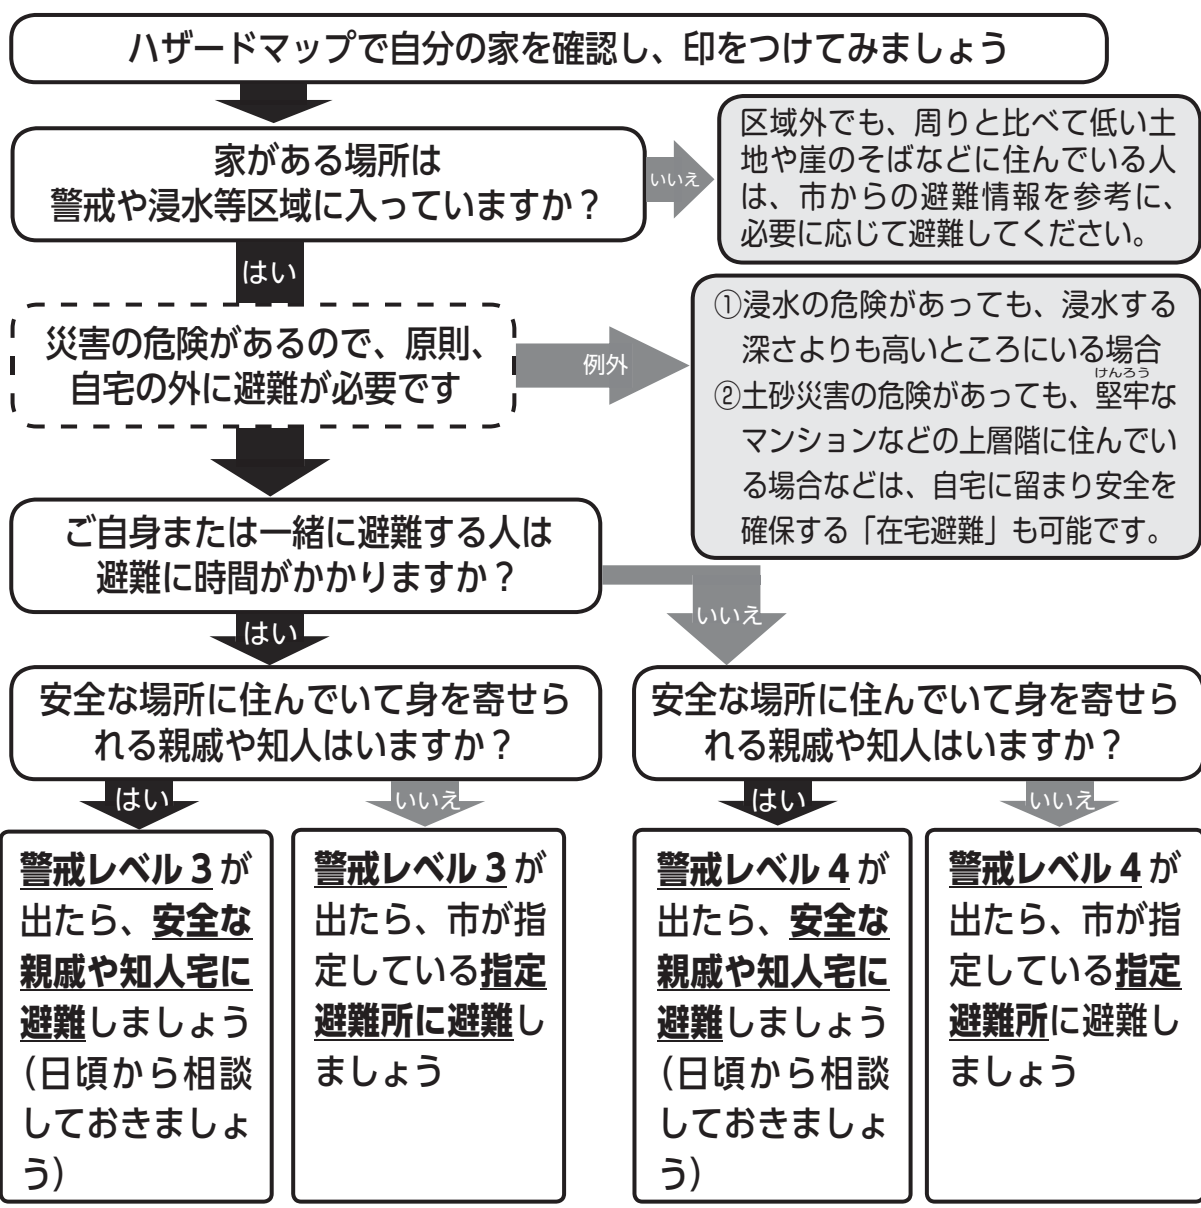 ハザードマップで自分の家を確認し、印をつけてみましょう
家がある場所は
警戒や浸水等区域に入っていますか？
いいえ
区域外でも、周りと比べて低い土
地や崖のそばなどに住んでいる人
は、市からの避難情報を参考に、
必要に応じて避難してください。
はい
災害の危険があるので、原則、
自宅の外に避難が必要です
例外
①浸水の危険があっても、浸水する
深さよりも高いところにいる場合
けんろう
②土砂災害の危険があっても、堅牢な
マンションなどの上層階に住んでい
る場合などは、自宅に留まり安全を
確保する「在宅避難」も可能です。
ご自身または一緒に避難する人は
避難に時間がかかりますか？
はい
いいえ
安全な場所に住んでいて身を寄せら
れる親戚や知人はいますか？
はい
いいえ
警戒レベル３が
出たら、安全な
親戚や知人宅に
避難しましょう
（日頃から相談
しておきましょ
う）
警戒レベル３が
出たら、市が指
定している指定
避難所に避難し
ましょう
安全な場所に住んでいて身を寄せら
れる親戚や知人はいますか？
はい
いいえ
警戒レベル４が
出たら、安全な
親戚や知人宅に
避難しましょう
（日頃から相談
しておきましょ
う）
警戒レベル４が
出たら、市が指
定している指定
避難所に避難し
ましょう